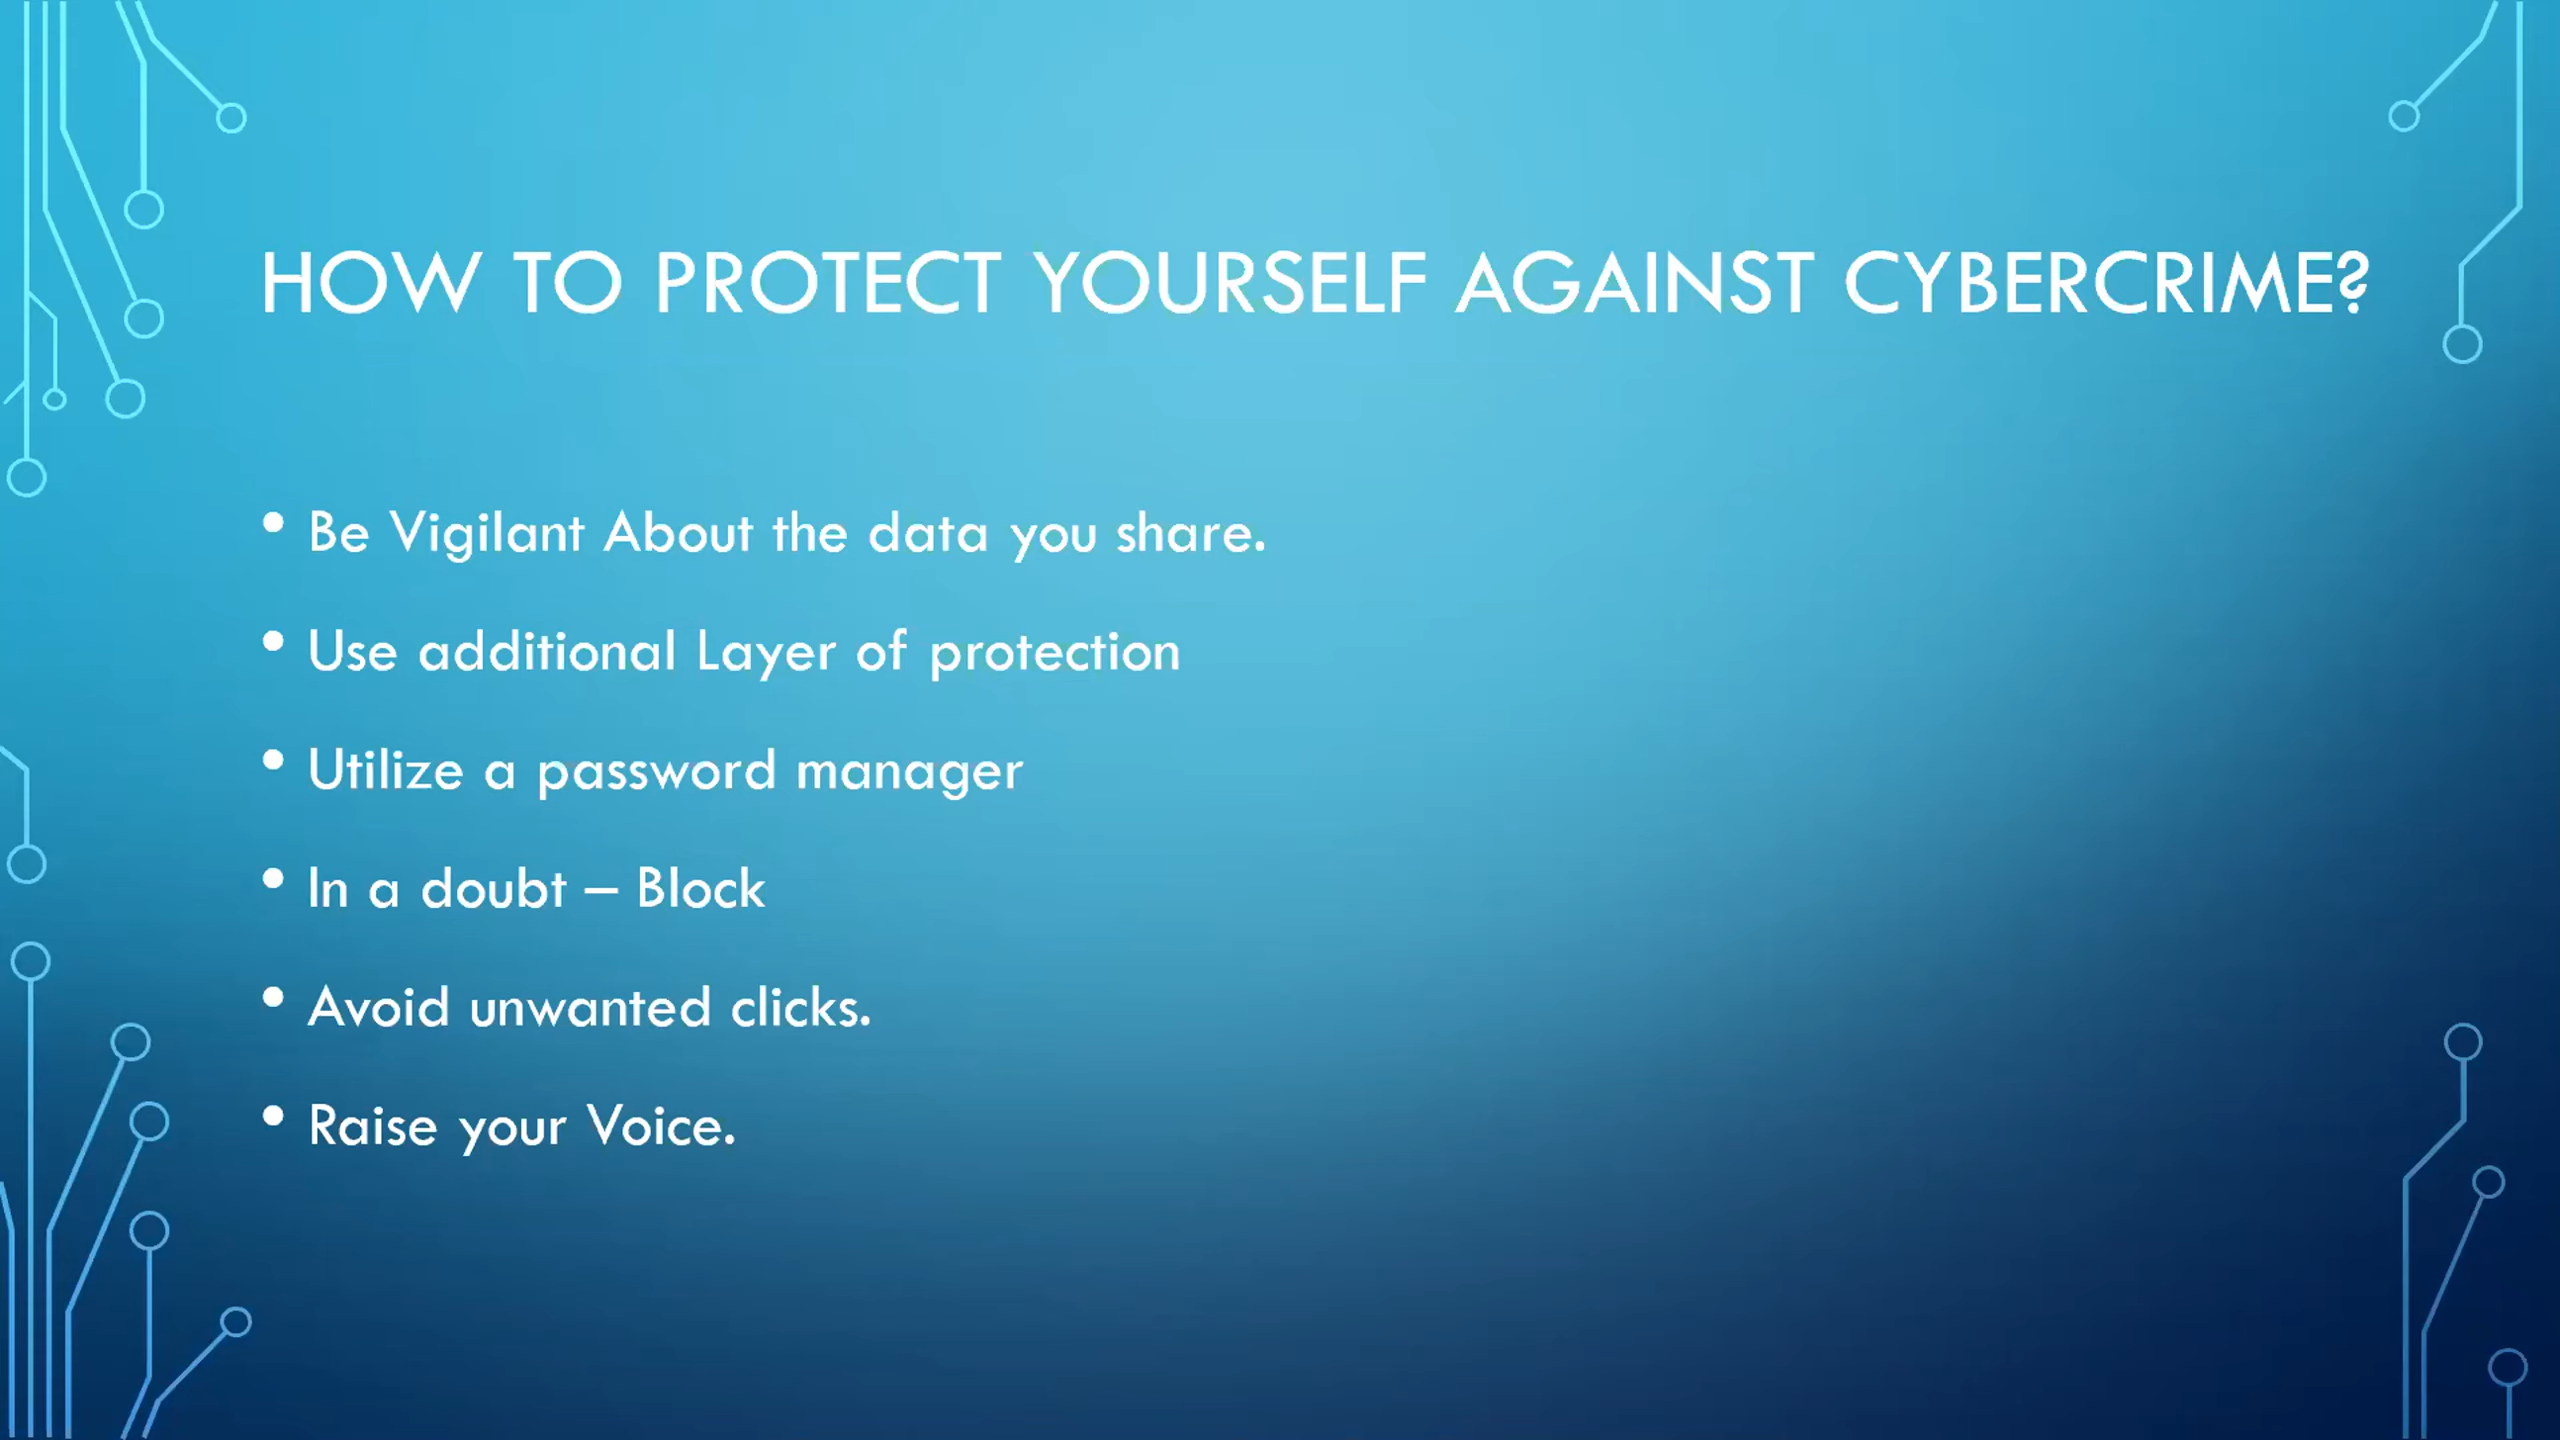 HOW TO PROTECT YOURSELF AGAINST CYBERCRIME?
• Be Vigilant About the data you share.
• Use additional Layer of protection
• Utilize a password manager
• In a doubt – Block
• Avoid unwanted clicks.
• Raise your Voice.